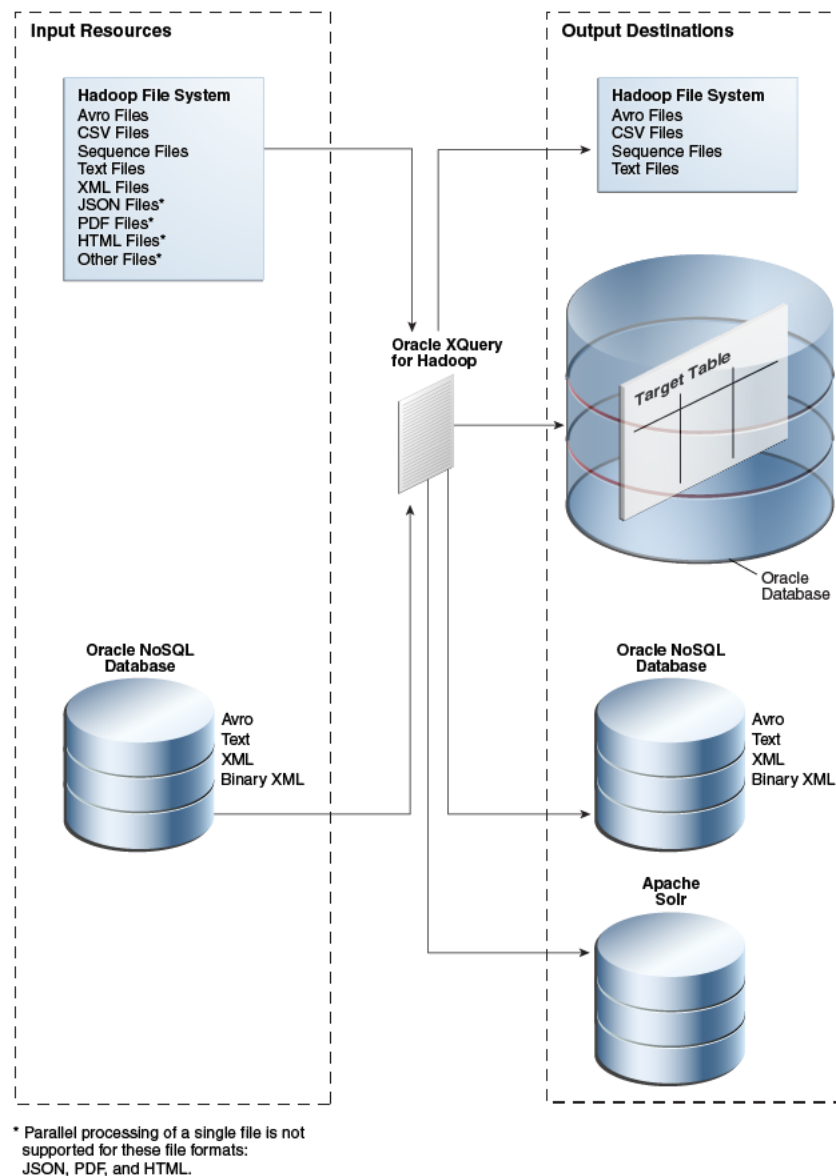 Input Resources
Hadoop File System
Avro Files
CSV Files
Sequence Files
Text Files
XML Files
JSON Files*
PDF Files*
HTML Files*
Other Files*
Oracle NoSQL
Database
Avro
Text
XML
Binary XML
Oracle XQuery
for Hadoop
Output Destinations
Hadoop File System
Avro Files
CSV Files
Sequence Files
Text Files
Target Table
Oracle
Database
Oracle NoSQL
Database
Avro
Text
XML
Binary XML
Apache
Solr
* Parallel processing of a single file is not
supported for these file formats:
JSON, PDF, and HTML.